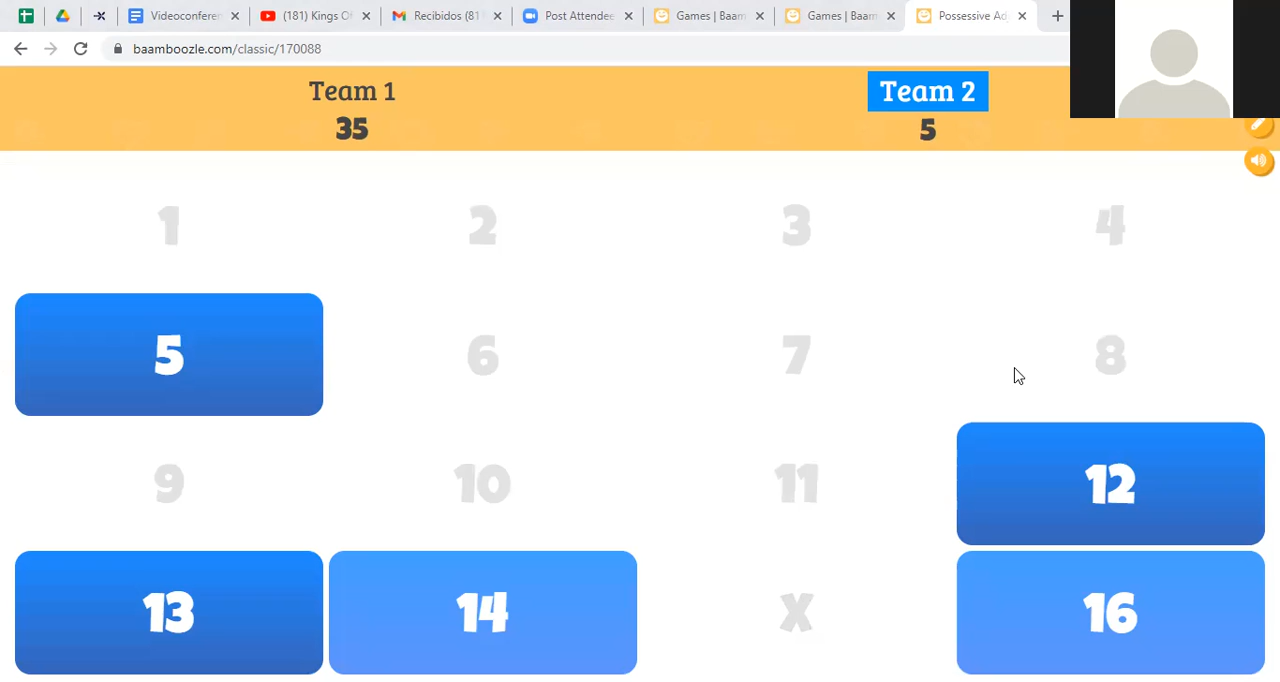 Videoconferen
(181) Kings Of
Recibidos (81
Post Attendee
Games | Baam
Games | Baam
Possessive Ad
baamboozle.com/classic/170088
Team 1
Team 2
35
5
1
2
3
4
5
6
7
8
9
10
11
12
13
14
X
16